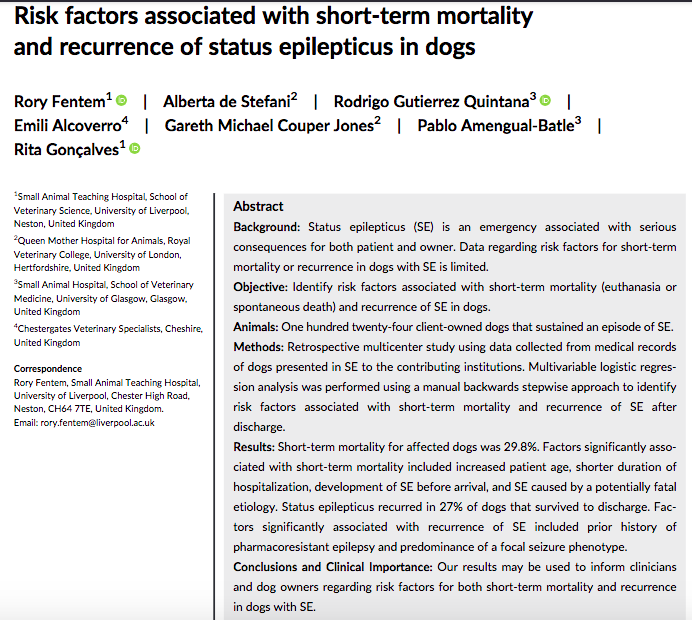 Risk factors associated with short-term mortality
and recurrence of status epilepticus in dogs
Rory Fentem1 iD | Alberta de Stefani2 | Rodrigo Gutierrez Quintana3 iD |
Emili Alcoverro4 | Gareth Michael Couper Jones2 | Pablo Amengual-Batle3 |
Rita Gonçalves1 iD
1Small Animal Teaching Hospital, School of
Veterinary Science, University of Liverpool,
Neston, United Kingdom
2Queen Mother Hospital for Animals, Royal
Veterinary College, University of London,
Hertfordshire, United Kingdom
3Small Animal Hospital, School of Veterinary
Medicine, University of Glasgow, Glasgow,
United Kingdom
4Chestergates Veterinary Specialists, Cheshire,
United Kingdom
Correspondence
Rory Fentem, Small Animal Teaching Hospital,
University of Liverpool, Chester High Road,
Neston, CH64 7TE, United Kingdom.
Email: rory.fentem@liverpool.ac.uk
Abstract
Background: Status epilepticus (SE) is an emergency associated with serious
consequences for both patient and owner. Data regarding risk factors for short-term
mortality or recurrence in dogs with SE is limited.
Objective: Identify risk factors associated with short-term mortality (euthanasia or
spontaneous death) and recurrence of SE in dogs.
Animals: One hundred twenty-four client-owned dogs that sustained an episode of SE.
Methods: Retrospective multicenter study using data collected from medical records
of dogs presented in SE to the contributing institutions. Multivariable logistic regres-
sion analysis was performed using a manual backwards stepwise approach to identify
risk factors associated with short-term mortality and recurrence of SE after
discharge.
Results: Short-term mortality for affected dogs was 29.8%. Factors significantly asso-
ciated with short-term mortality included increased patient age, shorter duration of
hospitalization, development of SE before arrival, and SE caused by a potentially fatal
etiology. Status epilepticus recurred in 27% of dogs that survived to discharge. Fac-
tors significantly associated with recurrence of SE included prior history of
pharmacoresistant epilepsy and predominance of a focal seizure phenotype.
Conclusions and Clinical Importance: Our results may be used to inform clinicians
and dog owners regarding risk factors for both short-term mortality and recurrence
in dogs with SE.